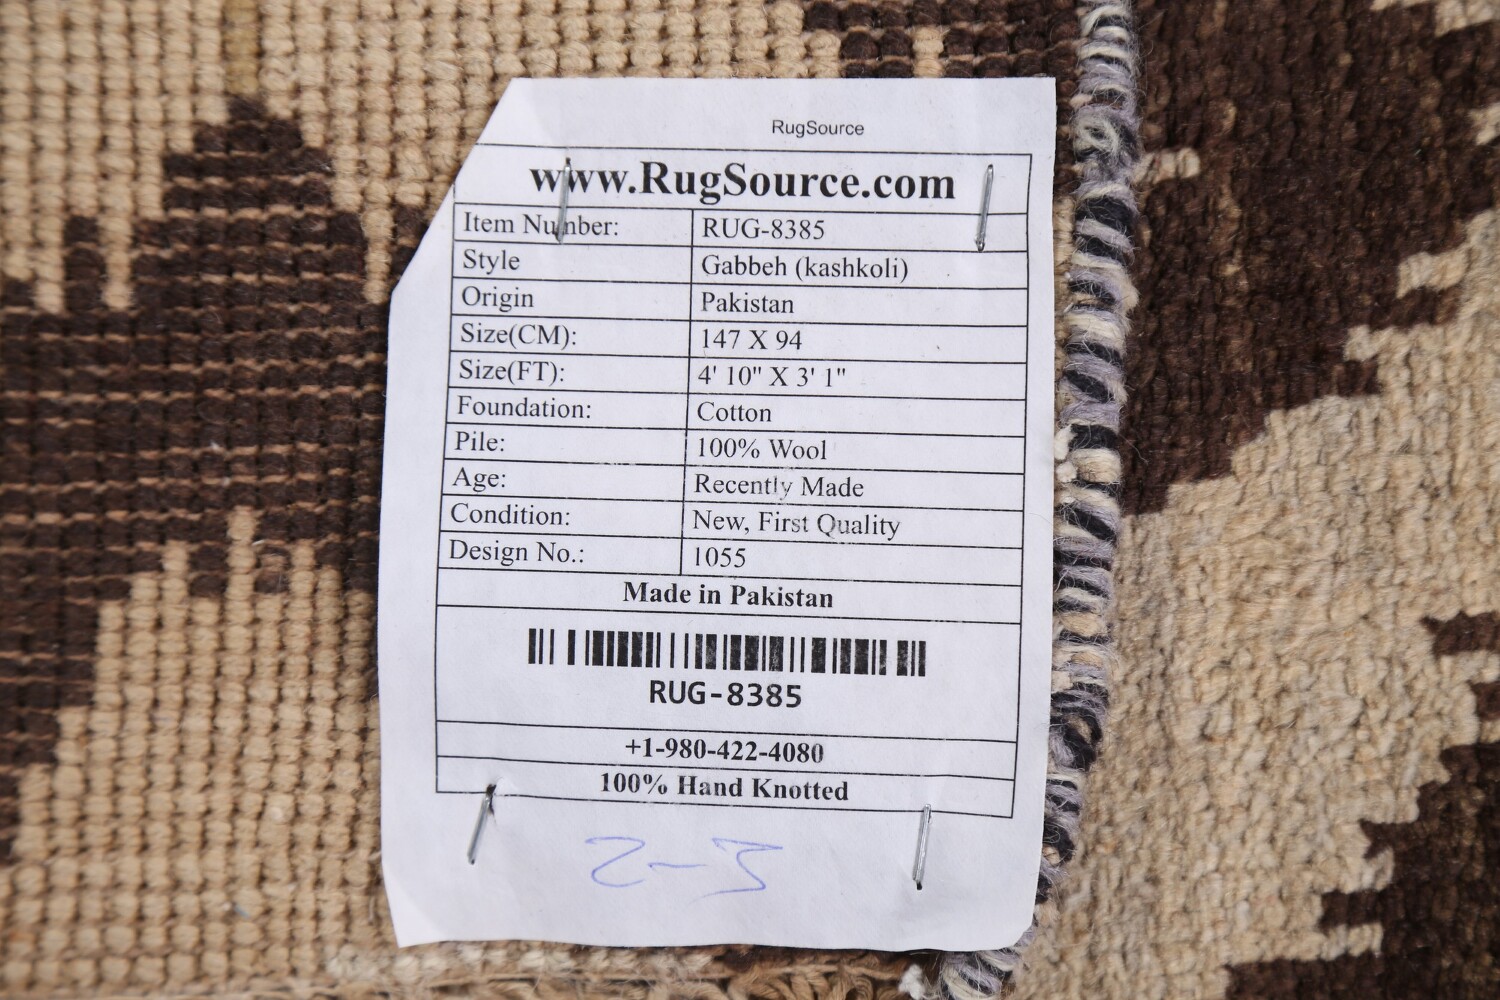 RugSource
www.RugSource.com
Item Number: RUG-8385
Style Gabbeh (kashkoli)
Origin Pakistan
Size(CM): 147 X 94
Size(FT): 4' 10" X 3' 1"
Foundation: Cotton
Pile: 100% Wool
Age: Recently Made
Condition: New, First Quality
Design No.: 1055
Made in Pakistan
RUG-8385
+1-980-422-4080
100% Hand Knotted
2-3